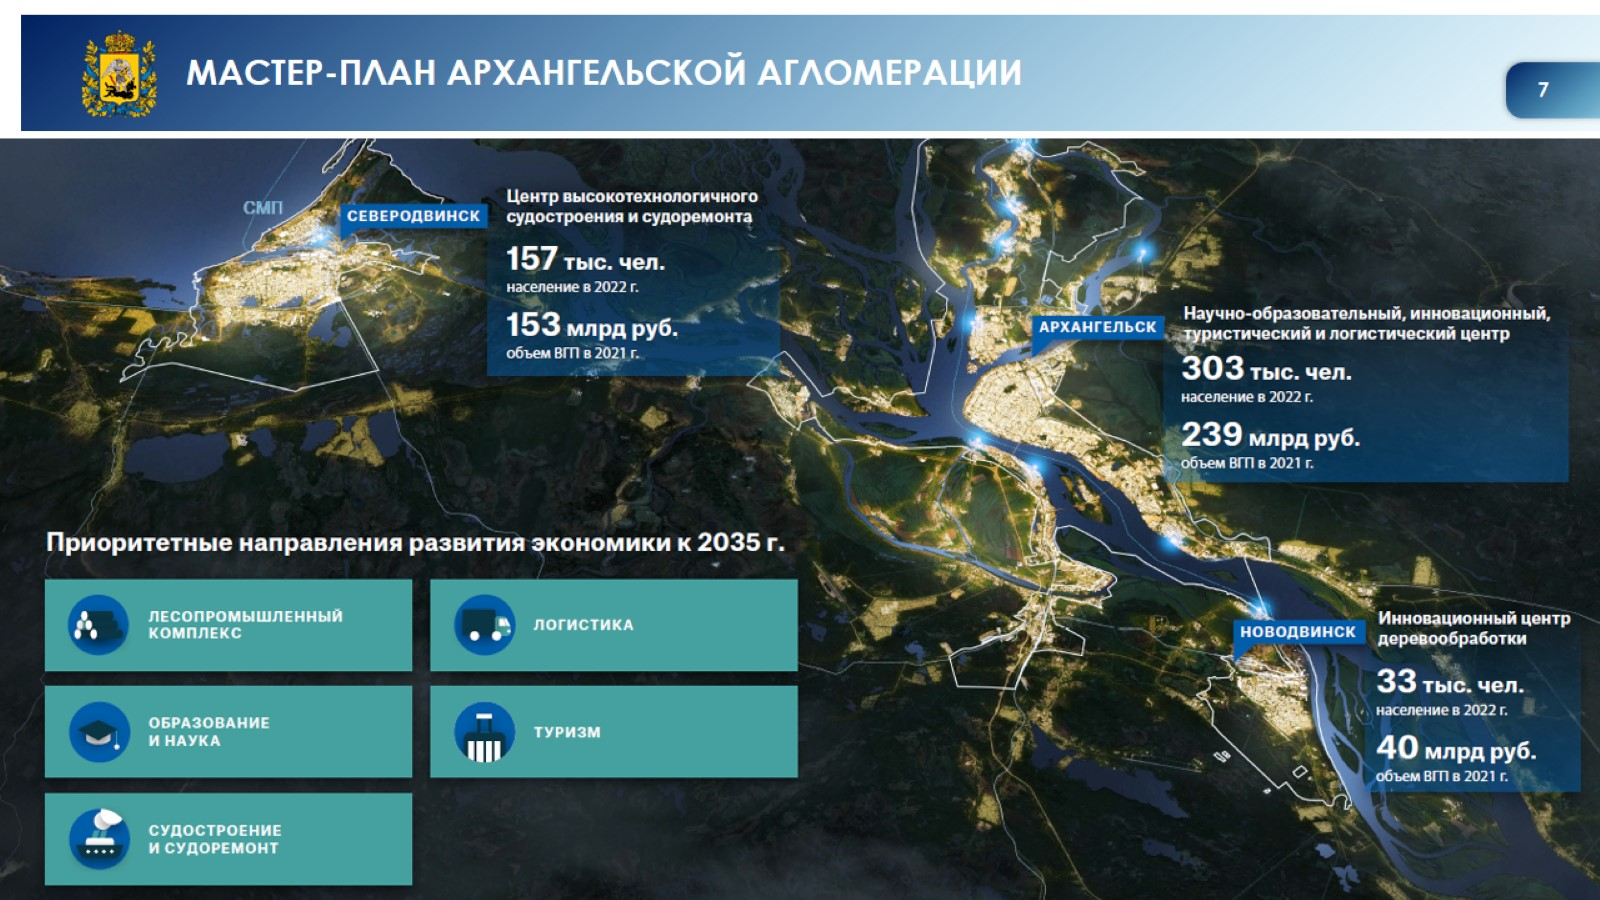 МАСТЕР-ПЛАН АРХАНГЕЛЬСКОЙ АГЛОМЕРАЦИИ
7
СМП
СЕВЕРОДВИНСК
Центр высокотехнологичного
судостроения и судоремонта
157 тыс. чел.
население в 2022 г.
153 млрд руб.
объем ВГП в 2021 г.
АРХАНГЕЛЬСК
Научно-образовательный, инновационный,
туристический и логистический центр
303 тыс. чел.
население в 2022 г.
239 млрд руб.
объем ВГП в 2021 г.
НОВОДВИНСК
Инновационный центр
деревообработки
33 тыс. чел.
население в 2022 г.
40 млрд руб.
объем ВГП в 2021 г.
Приоритетные направления развития экономики к 2035 г.
ЛЕСОПРОМЫШЛЕННЫЙ
КОМПЛЕКС
ЛОГИСТИКА
ОБРАЗОВАНИЕ
И НАУКА
ТУРИЗМ
СУДОСТРОЕНИЕ
И СУДОРЕМОНТ